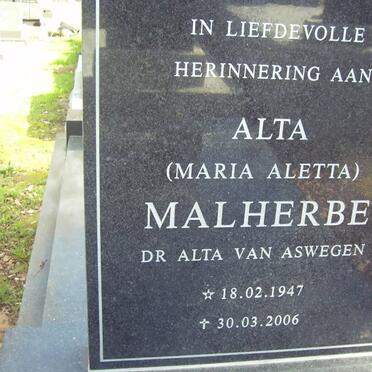 IN LIEFDEVOLLE
HERINNERING AAN
ALTA
(MARIA ALETTA)
MALHERBE
DR ALTA VAN ASWEGEN
☆ 18.02.1947
✝ 30.03.2006